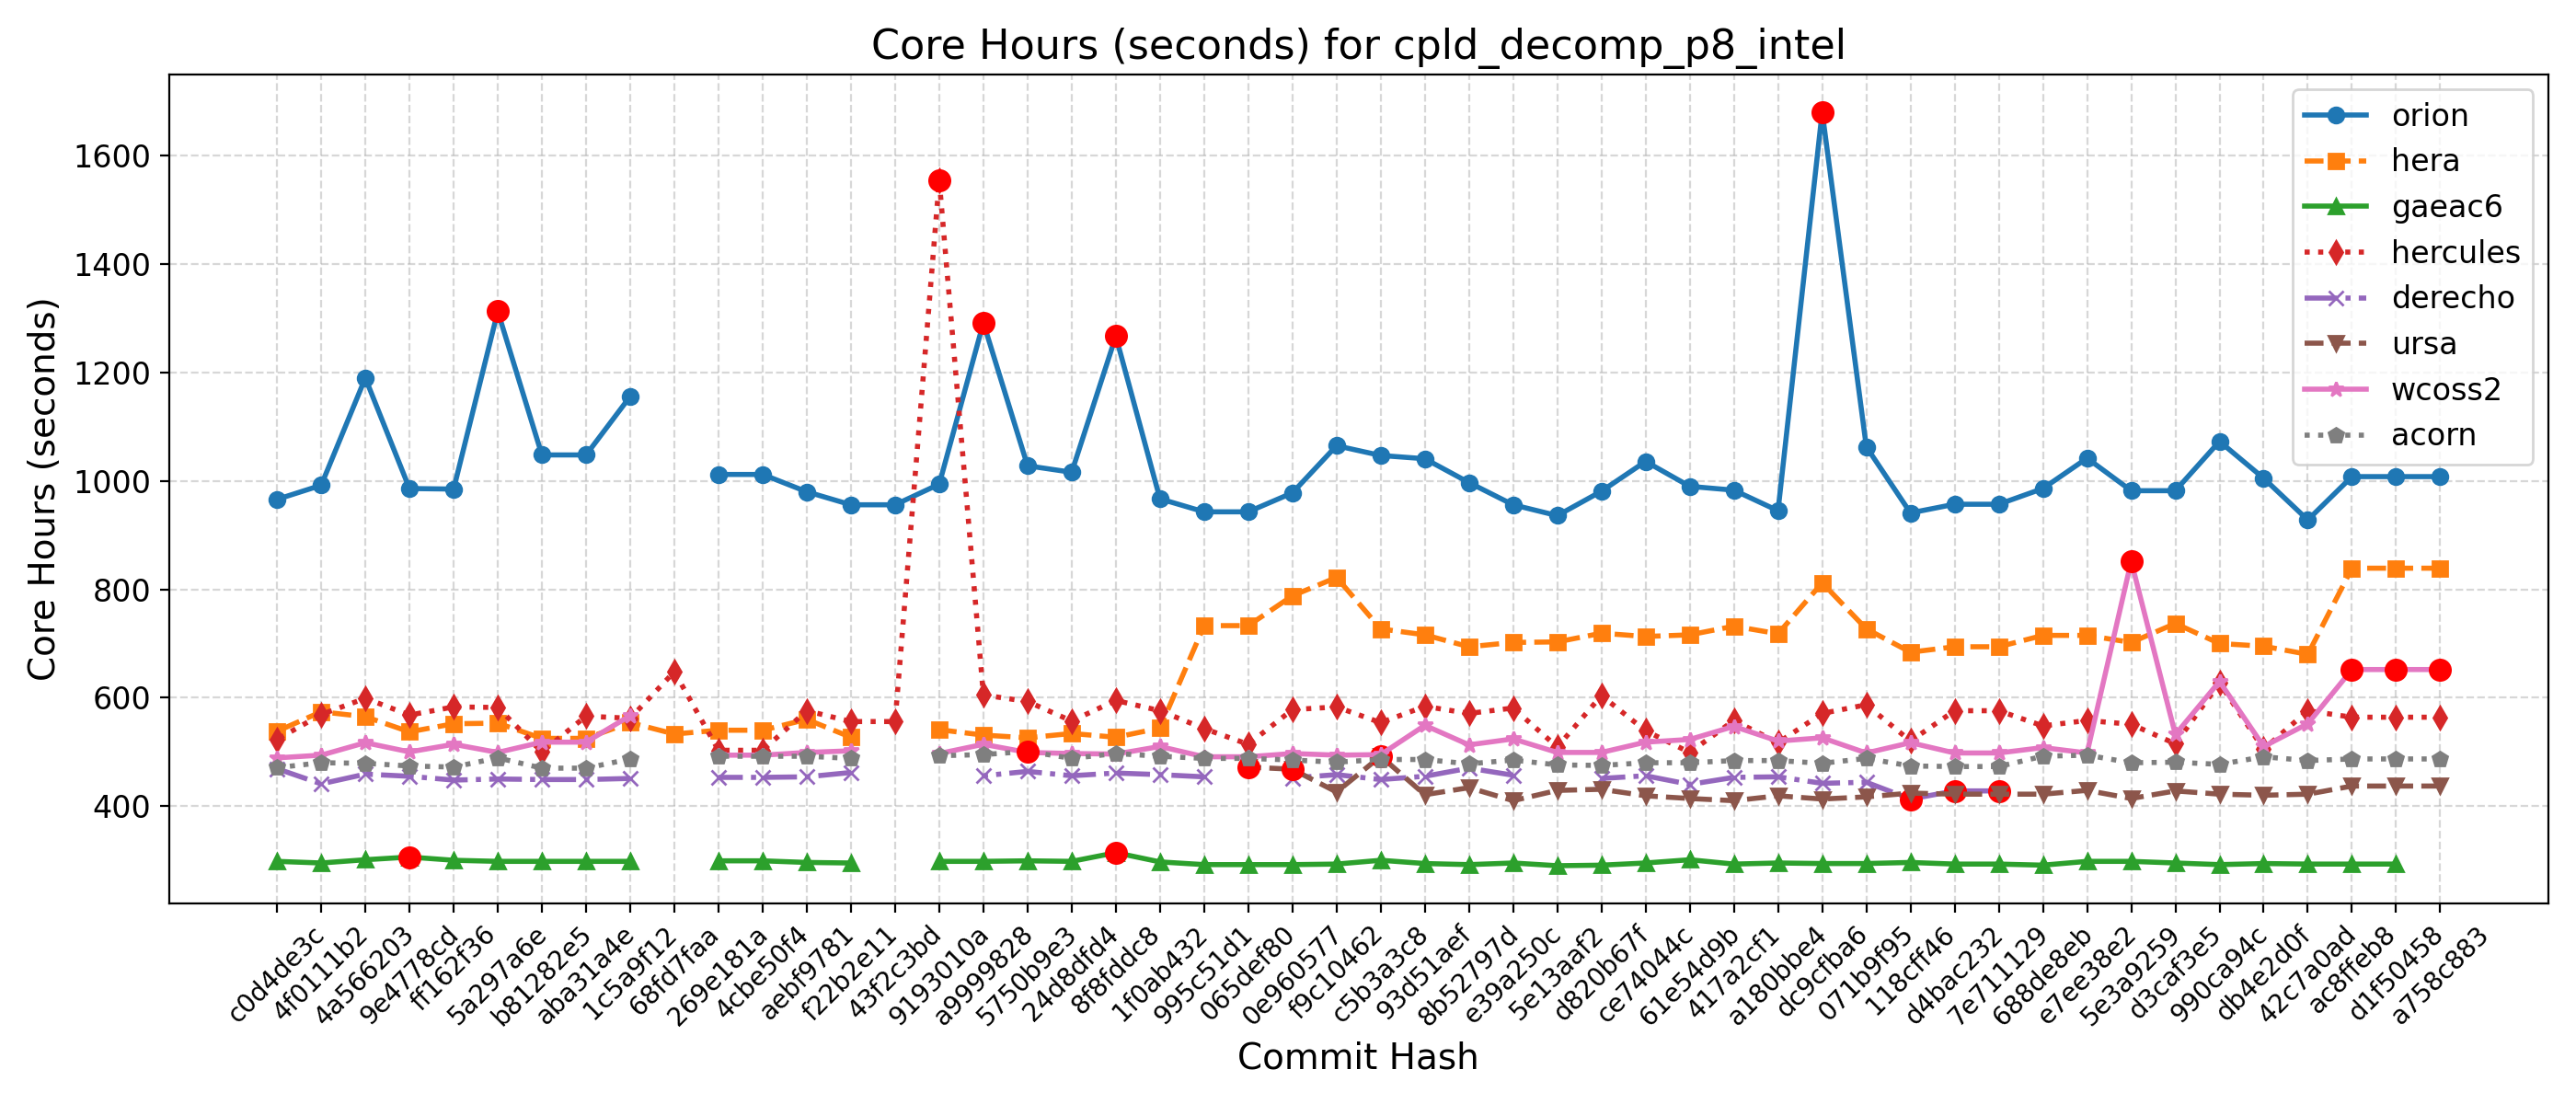 Core Hours (seconds) for cpld_decomp_p8_intel
Core Hours (seconds)
1600
1400
1200
1000
800
600
400
orion
hera
gaeac6
hercules
derecho
ursa
wcoss2
acorn
c0d4de3c
4f0111b2
4a566203
9e4778cd
ff162f36
5a297a6e
b81282e5
aba31a4e
1c5a9f12
68fd7faa
269e181a
4cbe50f4
aebf9781
f22b2e11
43f2c3bd
9193010a
a9999828
5750b9e3
24d8dfd4
8f8fddc8
1f0ab432
995c51d1
065def80
0e960577
f9c10462
c5b3a3c8
93d51aef
8b52797d
e39a250c
5e13aaf2
d820b67f
ce74044c
61e54d9b
417a2cf1
a180bbe4
dc9cfba6
071b9f95
118cff46
d4bac232
7e711129
688de8eb
e7ee38e2
5e3a9259
d3caf3e5
990ca94c
db4e2d0f
42c7a0ad
ac8ffeb8
d1f50458
a758c883
Commit Hash